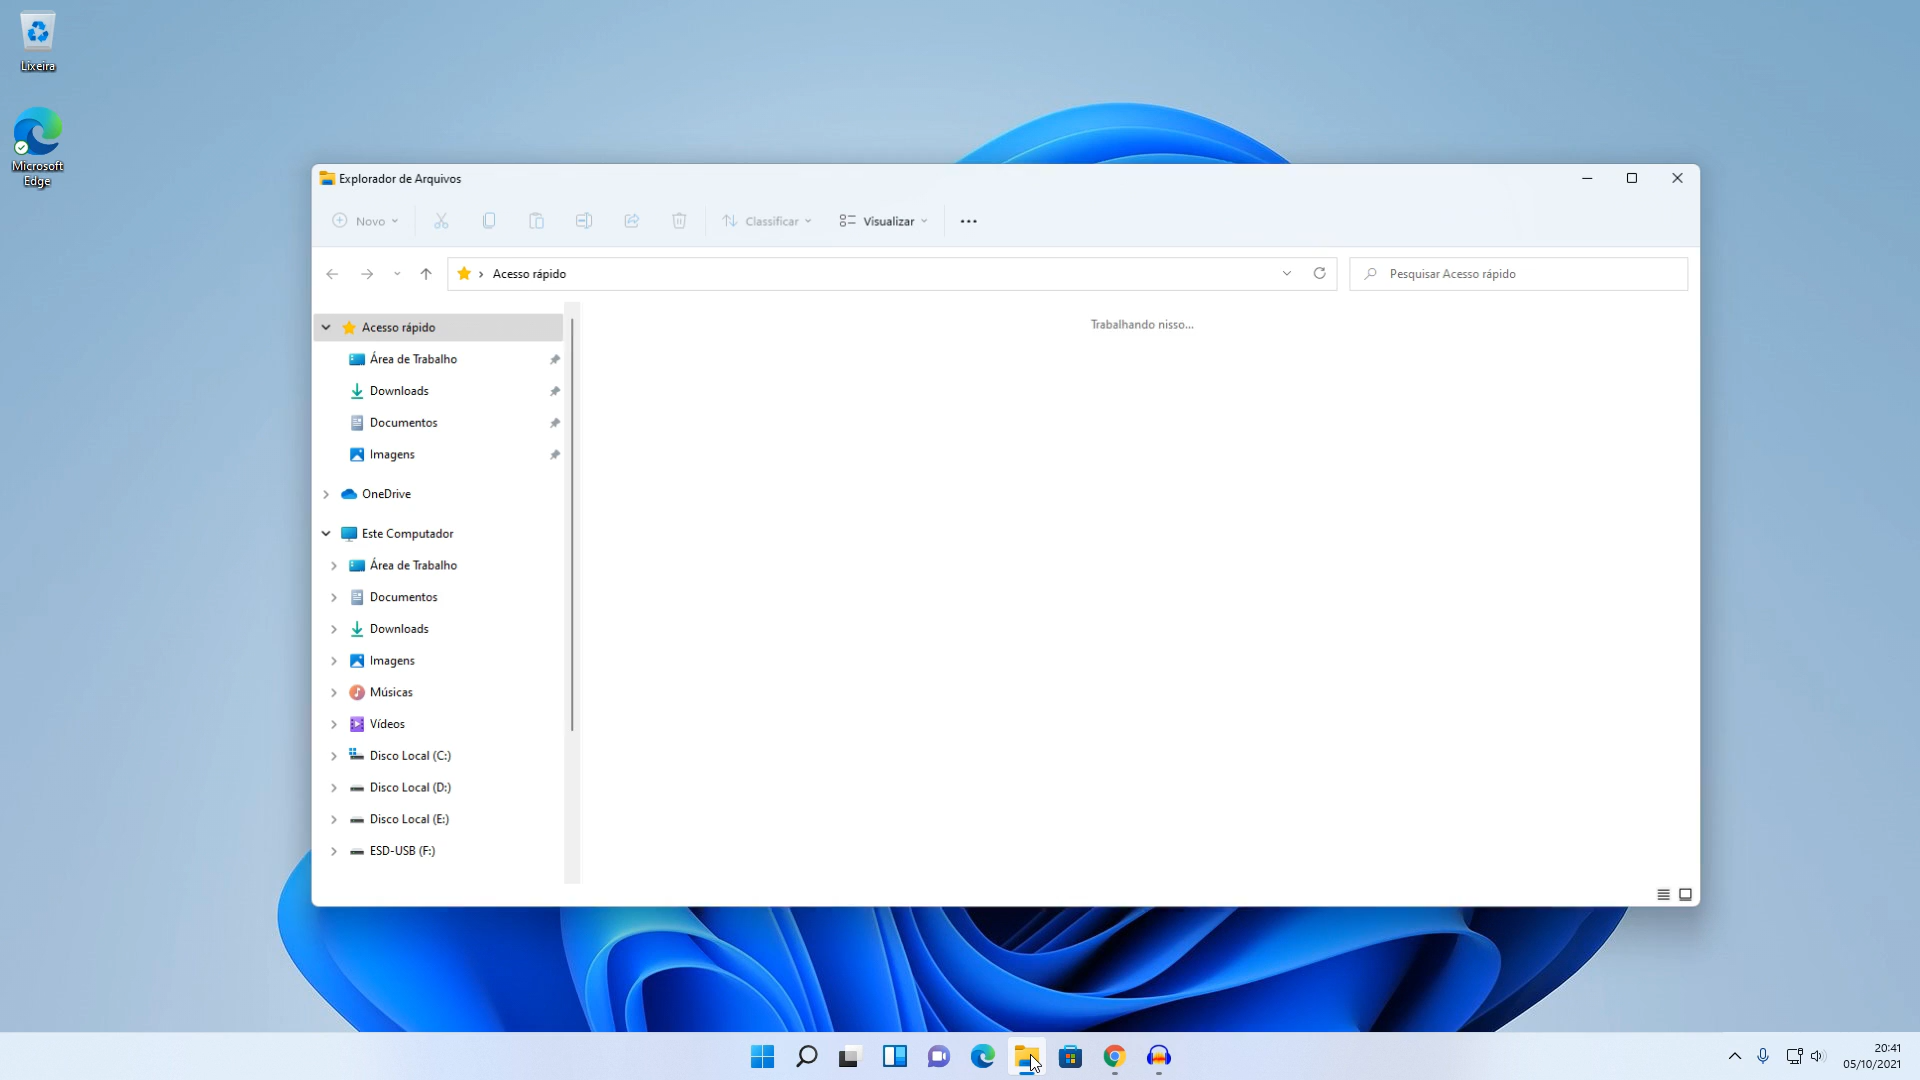 Lixeira
Microsoft
Edge
Explorador de Arquivos
Novo
Classificar
Visualizar
Acesso rápido
Pesquisar Acesso rápido
Acesso rápido
Área de Trabalho
Downloads
Documentos
Imagens
OneDrive
Este Computador
Área de Trabalho
Documentos
Downloads
Imagens
Músicas
Vídeos
Disco Local (C:)
Disco Local (D:)
Disco Local (E:)
ESD-USB (F:)
Trabalhando nisso...
20:41
05/10/2021